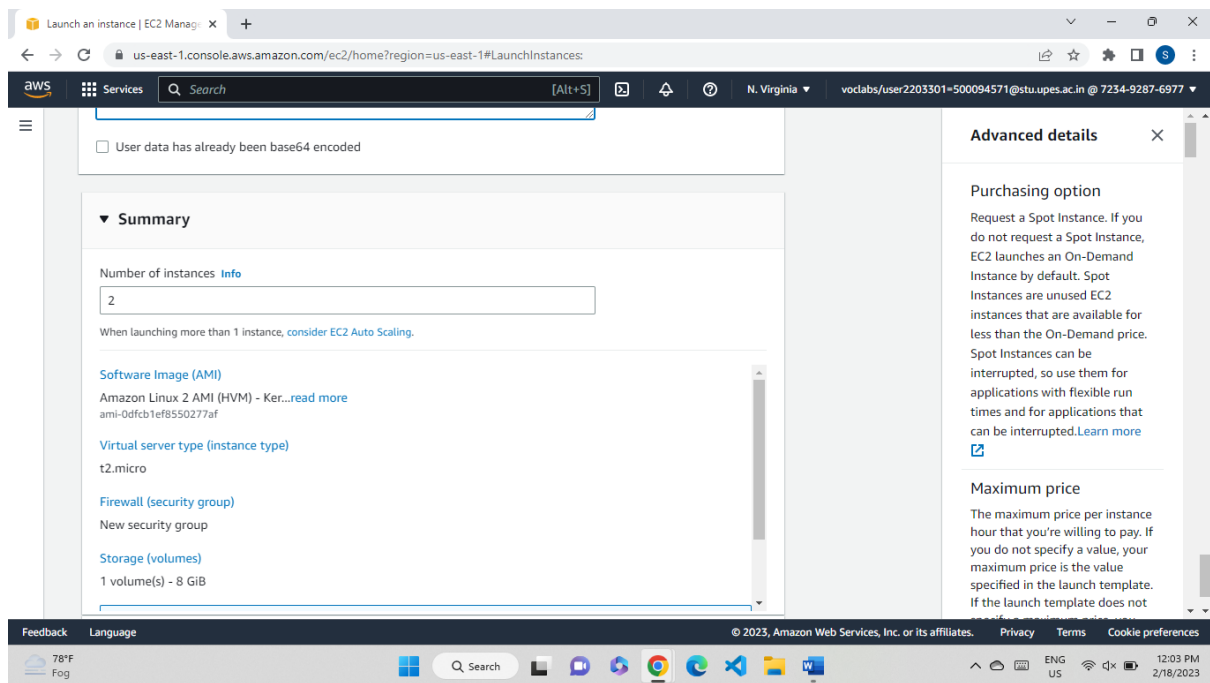 Launch an instance | EC2 Manage
us-east-1.console.aws.amazon.com/ec2/home?region=us-east-1#LaunchInstances:
S
aws
Services
Search
[Alt+S]
N. Virginia
voclabs/user2203301=500094571@stu.upes.ac.in @ 7234-9287-6977
User data has already been base64 encoded
Summary
Number of instances Info
2
When launching more than 1 instance, consider EC2 Auto Scaling.
Software Image (AMI)
Amazon Linux 2 AMI (HVM) - Ker...read more
ami-0dfcb1ef8550277af
Virtual server type (instance type)
t2.micro
Firewall (security group)
New security group
Storage (volumes)
1 volume(s) - 8 GiB
Advanced details
Purchasing option
Request a Spot Instance. If you
do not request a Spot Instance,
EC2 launches an On-Demand
Instance by default. Spot
Instances are unused EC2
instances that are available for
less than the On-Demand price.
Spot Instances can be
interrupted, so use them for
applications with flexible run
times and for applications that
can be interrupted.Learn more
Maximum price
The maximum price per instance
hour that you're willing to pay. If
you do not specify a value, your
maximum price is the value
specified in the launch template.
If the launch template does not
specify a maximum price, you
Feedback
Language
© 2023, Amazon Web Services, Inc. or its affiliates.
Privacy
Terms
Cookie preferences
78°F
Fog
Search
ENG
US
12:03 PM
2/18/2023